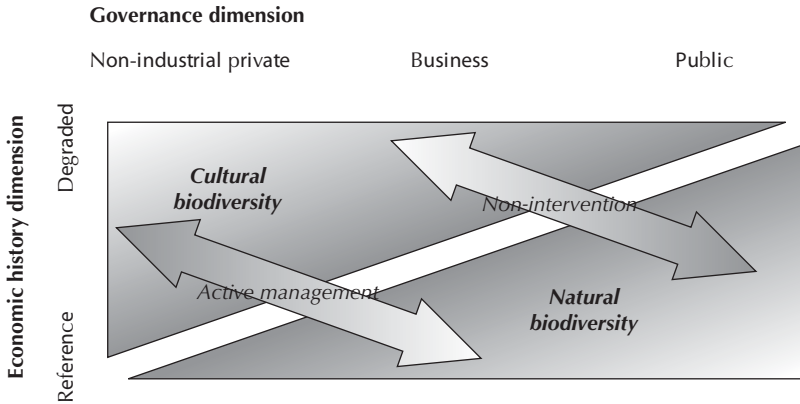 Governance dimension
Non-industrial private Business Public
Economic history dimension
Degraded
Reference
Cultural
biodiversity
Non-intervention
Active management
Natural
biodiversity